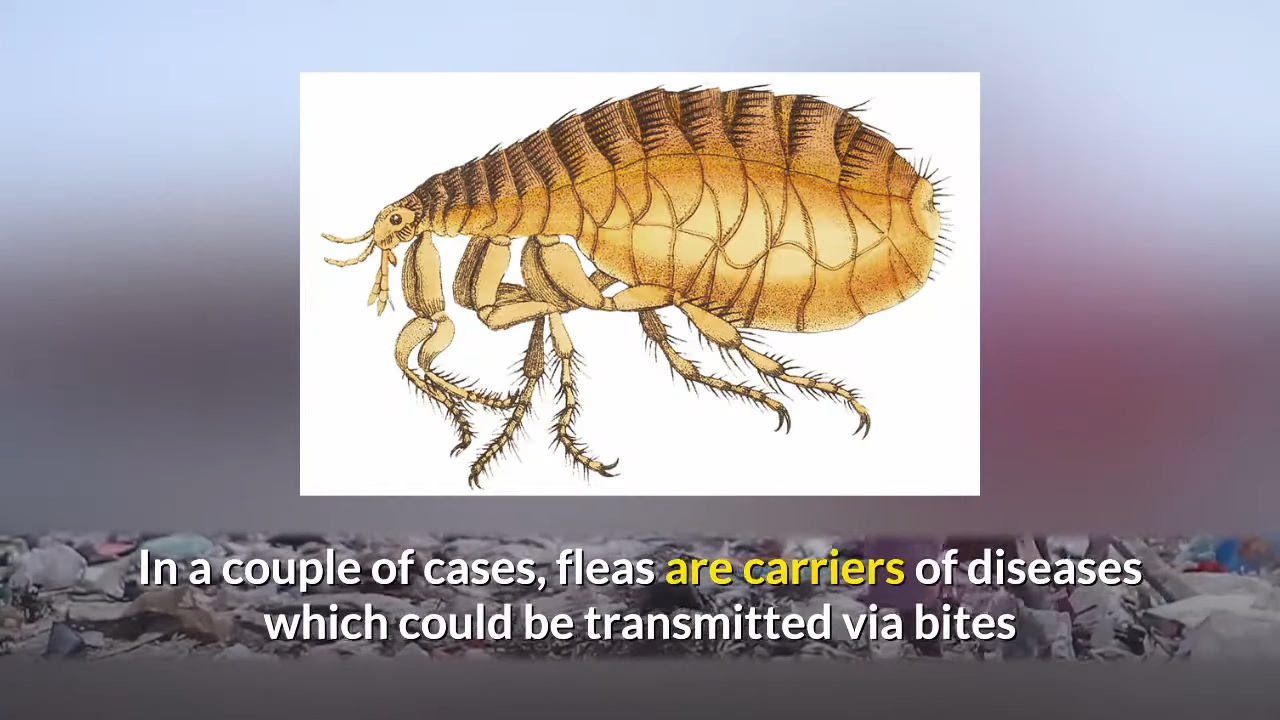 In a couple of cases, fleas are carriers of diseases
which could be transmitted via bites